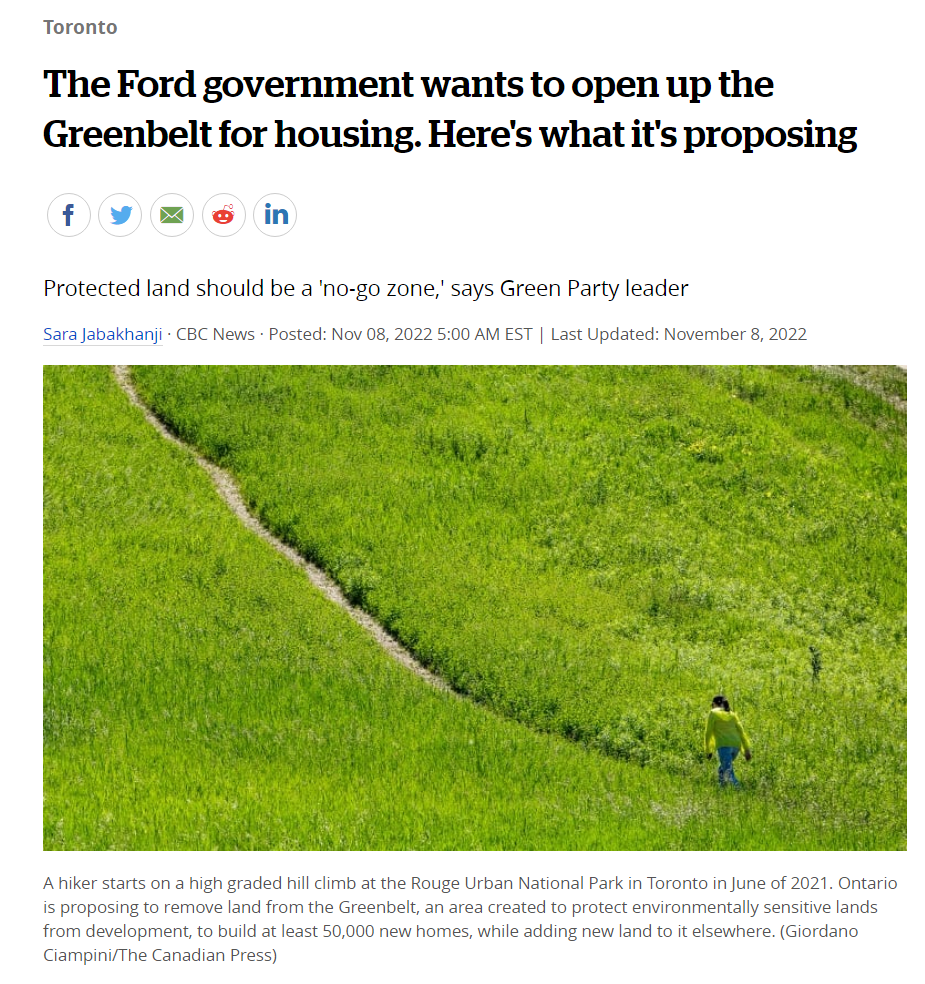 Toronto
The Ford government wants to open up the
Greenbelt for housing. Here's what it's proposing
f
in
Protected land should be a 'no-go zone,' says Green Party leader
Sara Jabakhanji · CBC News · Posted: Nov 08, 2022 5:00 AM EST | Last Updated: November 8, 2022
A hiker starts on a high graded hill climb at the Rouge Urban National Park in Toronto in June of 2021. Ontario
is proposing to remove land from the Greenbelt, an area created to protect environmentally sensitive lands
from development, to build at least 50,000 new homes, while adding new land to it elsewhere. (Giordano
Ciampini/The Canadian Press)